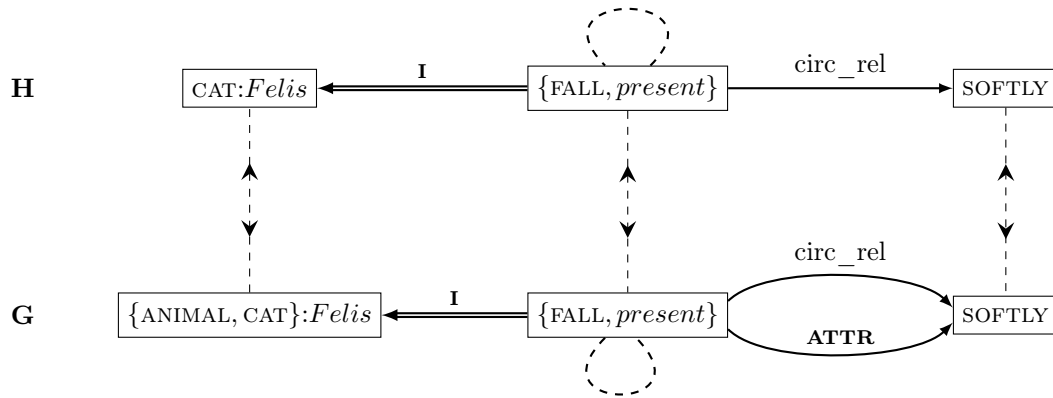 circ_rel
H I
CAT:Felis {FALL, present} SOFTLY
circ_rel
G I
{ANIMAL, CAT}:Felis {FALL, present} SOFTLY
ATTR